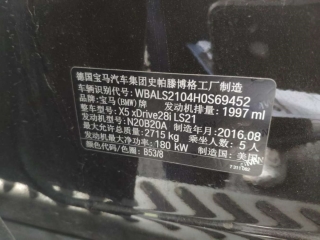 德国宝马汽车集团史帕滕博格工厂制造
车辆识别代号: WBALS2104H0S69452
品牌: 宝马(BMW)牌 发动机排量: 1997 ml
整车型号: X5 xDrive28i LS21
发动机型号: N20B20A 制造年月: 2016.08
最大允许总质量: 2715 kg 乘坐人数: 5 人
发动机最大净功率: 180 kW 制造国: 美国
颜色代码/色图: B53/8